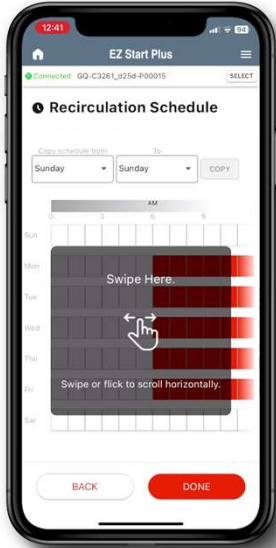 12:41
92
EZ Start Plus
Connected GQ-C3261_d25d-P00015
SELECT
Recirculation Schedule
Copy schedule from
To
Sunday
Sunday
COPY
AM
0 3 6 9
Sun
Mon
Tue
Wed
Thu
Fri
Sat
Swipe Here.
Swipe or flick to scroll horizontally.
BACK
DONE